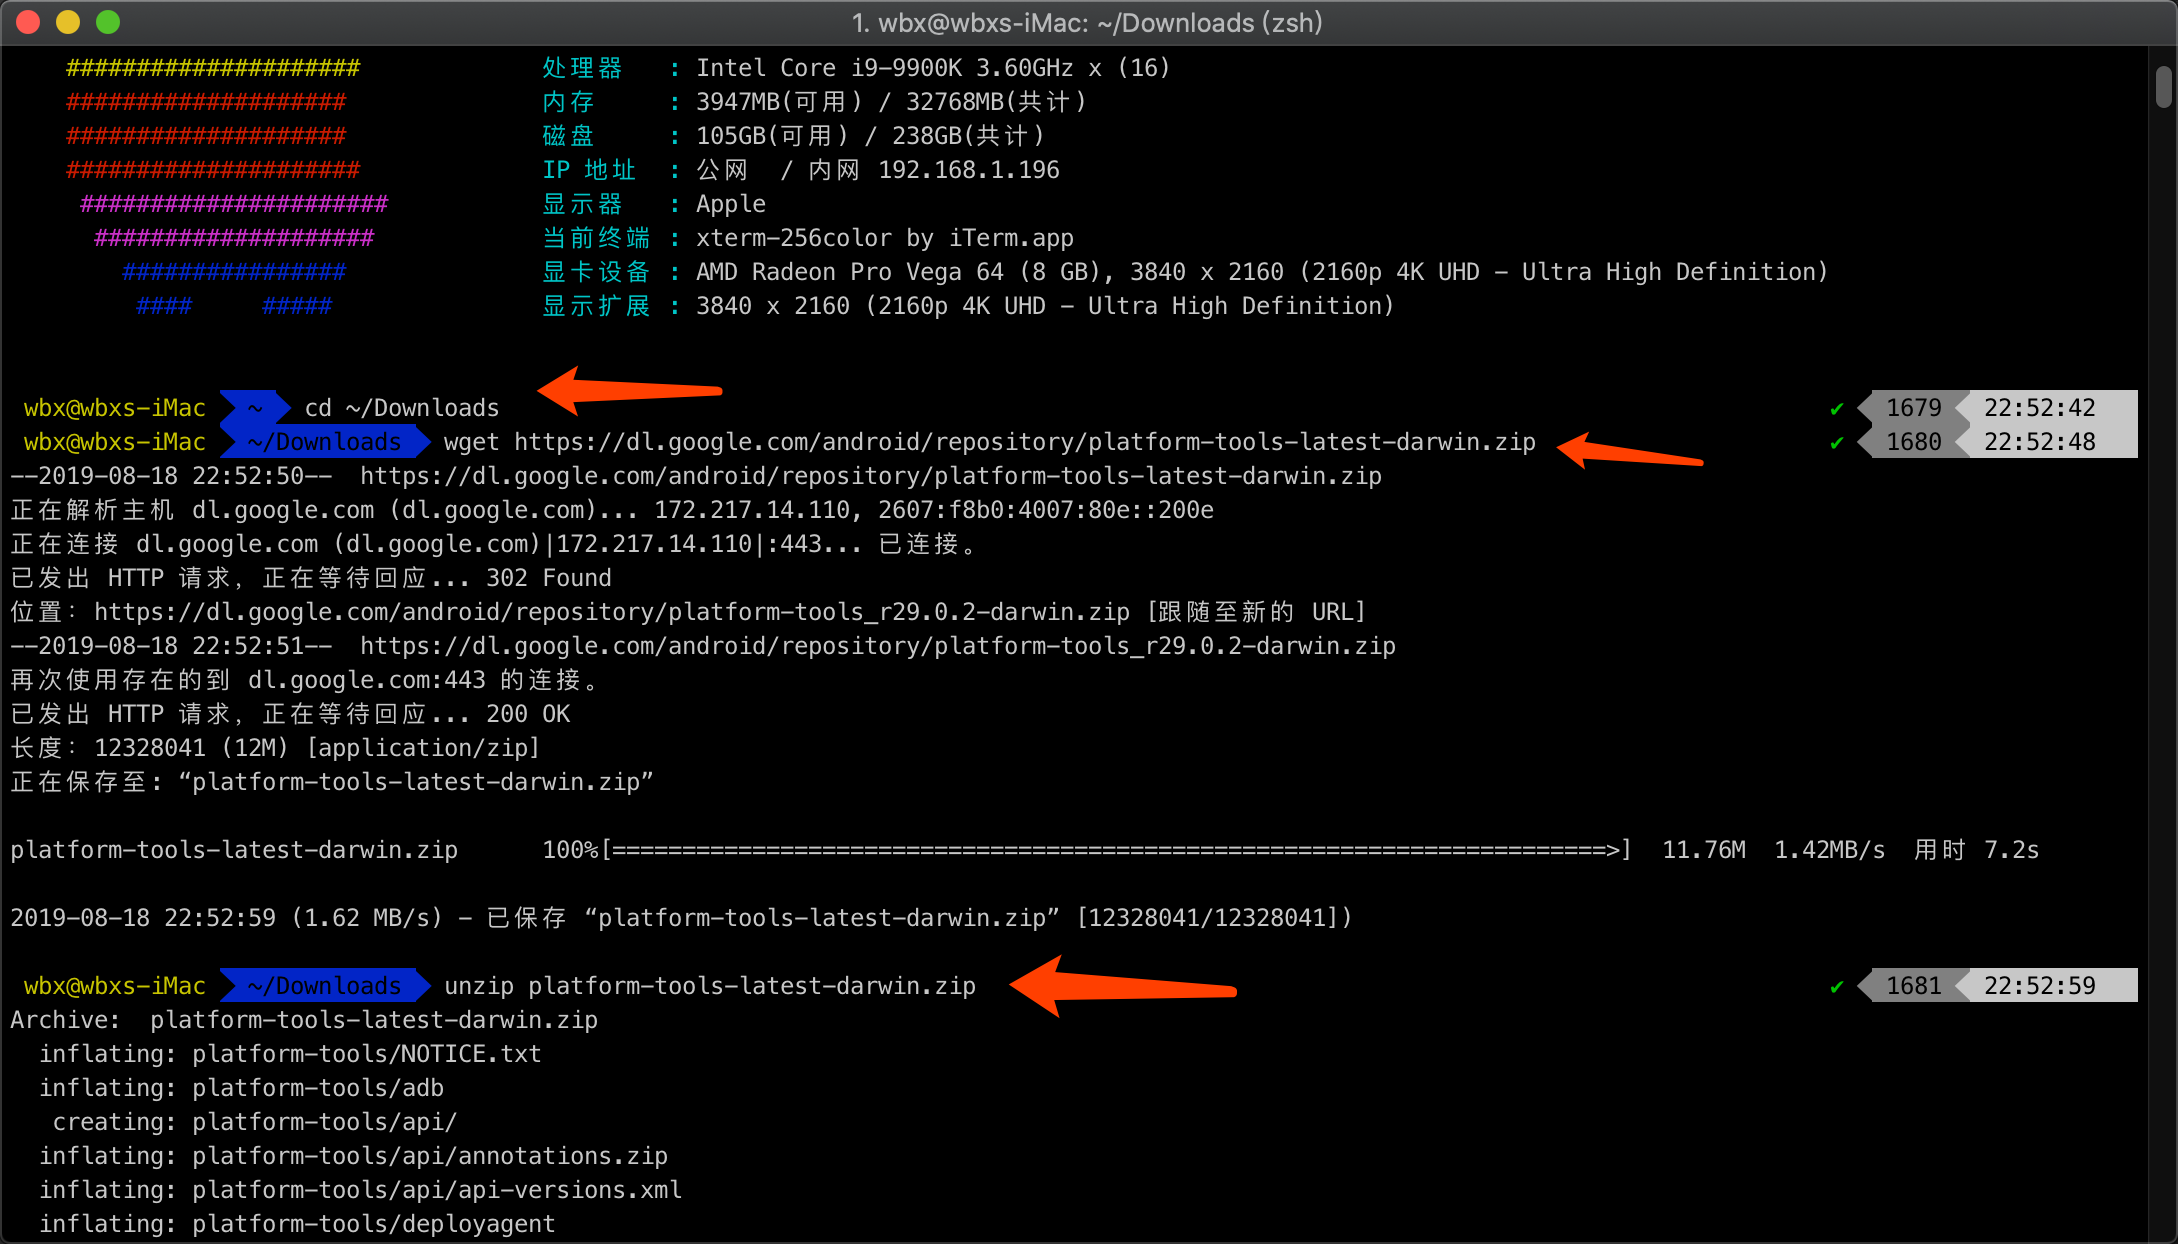 1. wbx@wbxs-iMac: ~/Downloads (zsh)
##################### 处理器 : Intel Core i9-9900K 3.60GHz x (16)
#################### 内存 : 3947MB(可用) / 32768MB(共计)
#################### 磁盘 : 105GB(可用) / 238GB(共计)
##################### IP 地址 : 公网 / 内网 192.168.1.196
###################### 显示器 : Apple
#################### 当前终端 : xterm-256color by iTerm.app
################ 显卡设备 : AMD Radeon Pro Vega 64 (8 GB), 3840 x 2160 (2160p 4K UHD - Ultra High Definition)
#### ##### 显示扩展 : 3840 x 2160 (2160p 4K UHD - Ultra High Definition)
wbx@wbxs-iMac ~ cd ~/Downloads ✔ 1679 22:52:42
wbx@wbxs-iMac ~/Downloads wget https://dl.google.com/android/repository/platform-tools-latest-darwin.zip ✔ 1680 22:52:48
--2019-08-18 22:52:50-- https://dl.google.com/android/repository/platform-tools-latest-darwin.zip
正在解析主机 dl.google.com (dl.google.com)... 172.217.14.110, 2607:f8b0:4007:80e::200e
正在连接 dl.google.com (dl.google.com)|172.217.14.110|:443... 已连接。
已发出 HTTP 请求，正在等待回应... 302 Found
位置：https://dl.google.com/android/repository/platform-tools_r29.0.2-darwin.zip [跟随至新的 URL]
--2019-08-18 22:52:51-- https://dl.google.com/android/repository/platform-tools_r29.0.2-darwin.zip
再次使用存在的到 dl.google.com:443 的连接。
已发出 HTTP 请求，正在等待回应... 200 OK
长度：12328041 (12M) [application/zip]
正在保存至: “platform-tools-latest-darwin.zip”
platform-tools-latest-darwin.zip 100%[=======================================================================>] 11.76M 1.42MB/s 用时 7.2s
2019-08-18 22:52:59 (1.62 MB/s) - 已保存 “platform-tools-latest-darwin.zip” [12328041/12328041])
wbx@wbxs-iMac ~/Downloads unzip platform-tools-latest-darwin.zip ✔ 1681 22:52:59
Archive: platform-tools-latest-darwin.zip
inflating: platform-tools/NOTICE.txt
inflating: platform-tools/adb
creating: platform-tools/api/
inflating: platform-tools/api/annotations.zip
inflating: platform-tools/api/api-versions.xml
inflating: platform-tools/deployagent